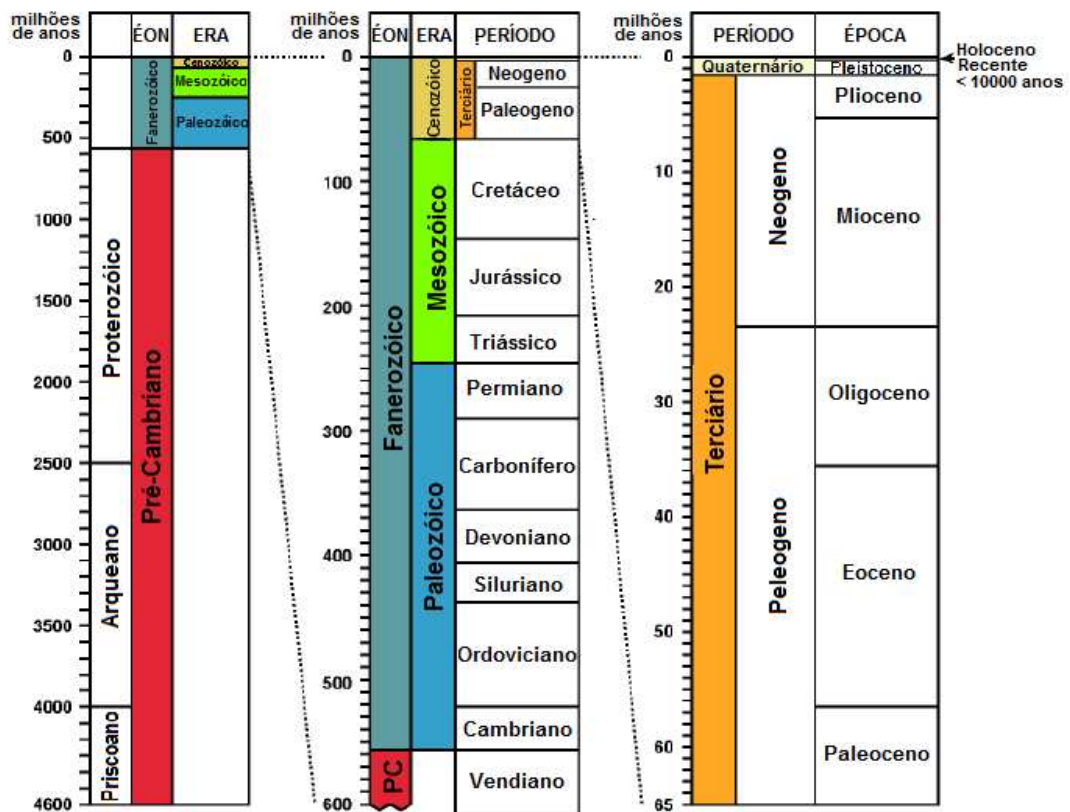 milhões
de anos
ÉON
ERA
0
500
1000
1500
2000
2500
3000
3500
4000
4600
Fanerozóico
Cenozóico
Mesozóico
Paleozóico
Proterozóico
Arqueano
Priscoano
Pré-Cambriano
milhões
de anos
ÉON
ERA
PERÍODO
0
100
200
300
400
500
600
Fanerozóico
PC
Cenozóico
Mesozóico
Paleozóico
Terciário
Neogeno
Paleogeno
Cretáceo
Jurássico
Triássico
Permiano
Carbonífero
Devoniano
Siluriano
Ordoviciano
Cambriano
Vendiano
milhões
de anos
PERÍODO
ÉPOCA
0
10
20
30
40
50
60
65
Quaternário
Terciário
Neogeno
Peleogeno
Pleistoceno
Plioceno
Mioceno
Oligoceno
Eoceno
Paleoceno
Holoceno
Recente
< 10000 anos